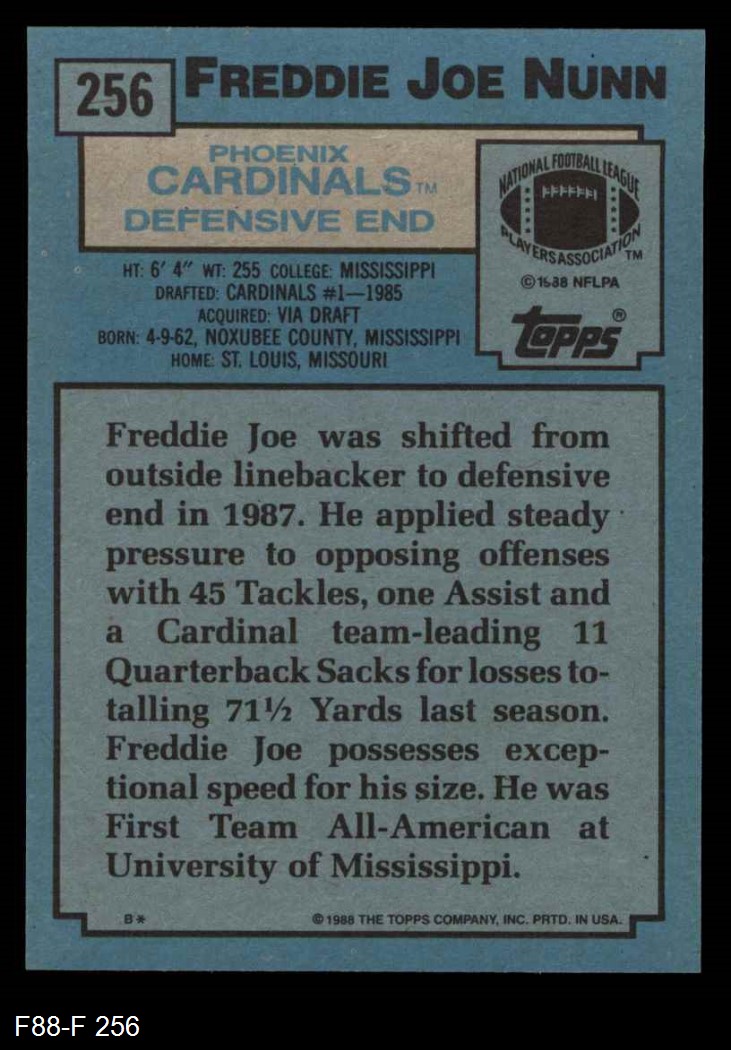 256
FREDDIE JOE NUNN
PHOENIX
CARDINALS™
DEFENSIVE END
NATIONAL FOOTBALL LEAGUE
PLAYERS ASSOCIATION ™
© 1988 NFLPA
topps®
HT: 6′ 4″ WT: 255 COLLEGE: MISSISSIPPI
DRAFTED: CARDINALS #1—1985
ACQUIRED: VIA DRAFT
BORN: 4-9-62, NOXUBEE COUNTY, MISSISSIPPI
HOME: ST. LOUIS, MISSOURI
Freddie Joe was shifted from
outside linebacker to defensive
end in 1987. He applied steady
pressure to opposing offenses
with 45 Tackles, one Assist and
a Cardinal team-leading 11
Quarterback Sacks for losses to-
talling 71½ Yards last season.
Freddie Joe possesses excep-
tional speed for his size. He was
First Team All-American at
University of Mississippi.
B*
© 1988 THE TOPPS COMPANY, INC. PRTD. IN USA.
F88-F 256